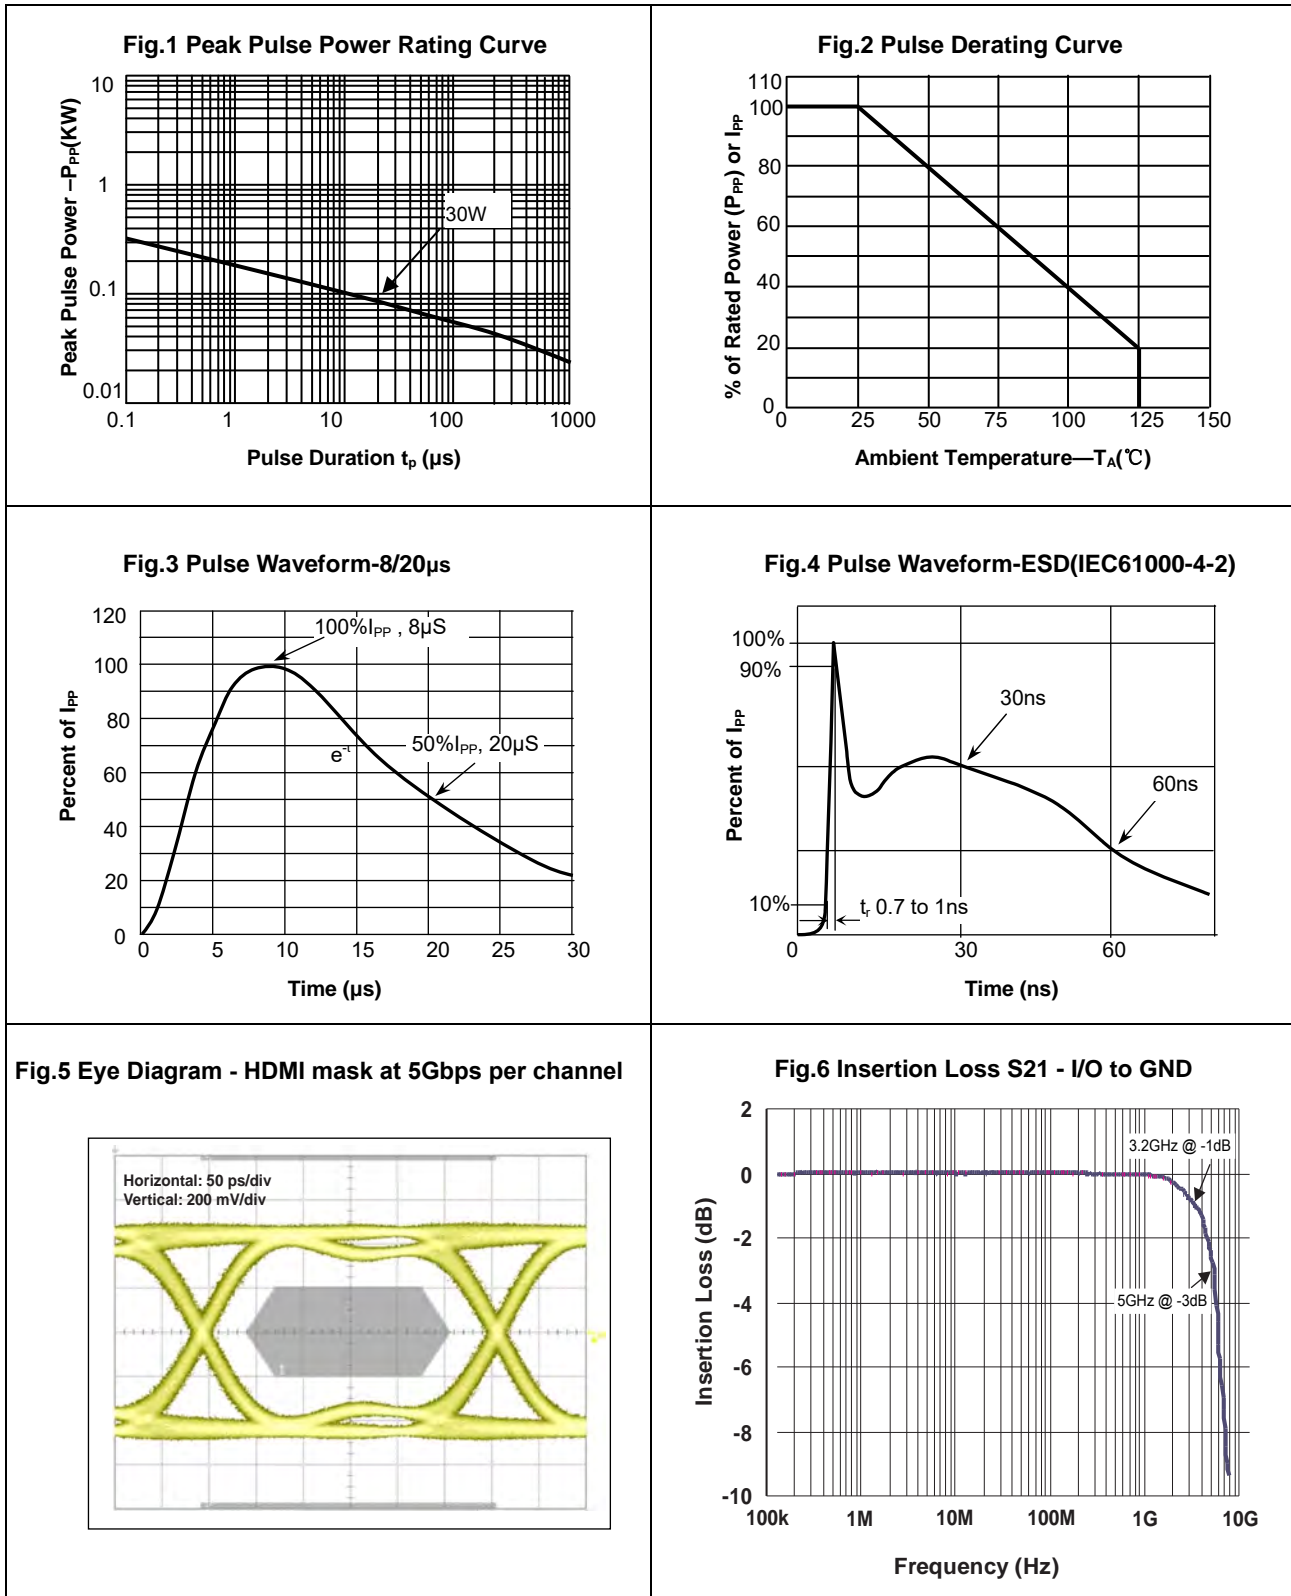 Fig.1 Peak Pulse Power Rating Curve
Peak Pulse Power –PPP(KW)
10
1
0.1
0.01
30W
0.1 1 10 100 1000
Pulse Duration tp (μs)
Fig.2 Pulse Derating Curve
% of Rated Power (PPP) or IPP
110
100
80
60
40
20
0
0 25 50 75 100 125 150
Ambient Temperature—TA(℃)
Fig.3 Pulse Waveform-8/20μs
Percent of IPP
120
100
80
60
40
20
0
100%IPP , 8μS
e-t
50%IPP, 20μS
0 5 10 15 20 25 30
Time (μs)
Fig.4 Pulse Waveform-ESD(IEC61000-4-2)
Percent of IPP
100%
90%
10%
30ns
60ns
tr 0.7 to 1ns
0 30 60
Time (ns)
Fig.5 Eye Diagram - HDMI mask at 5Gbps per channel
Horizontal: 50 ps/div
Vertical: 200 mV/div
Fig.6 Insertion Loss S21 - I/O to GND
Insertion Loss (dB)
2
0
-2
-4
-6
-8
-10
3.2GHz @ -1dB
5GHz @ -3dB
100k 1M 10M 100M 1G 10G
Frequency (Hz)